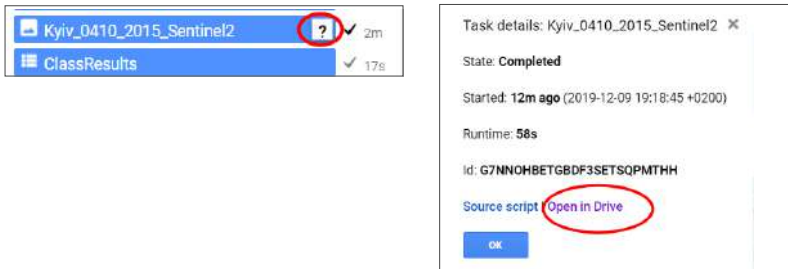 Kyiv_0410_2015_Sentinel2 ? ✔ 2m
ClassResults ✔ 17s
Task details: Kyiv_0410_2015_Sentinel2 ×
State: Completed
Started: 12m ago (2019-12-09 19:18:45 +0200)
Runtime: 58s
Id: G7NNOHBETGBDF3SETSQPMTHH
Source script | Open in Drive
OK